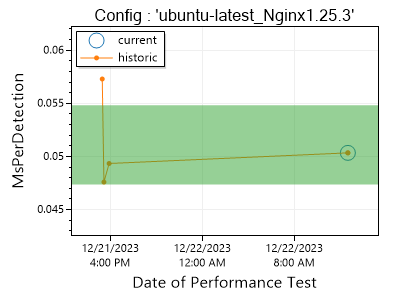 Config : 'ubuntu-latest_Nginx1.25.3'
current
historic
MsPerDetection
0.06
0.055
0.05
0.045
12/21/2023
4:00 PM
12/22/2023
12:00 AM
12/22/2023
8:00 AM
Date of Performance Test